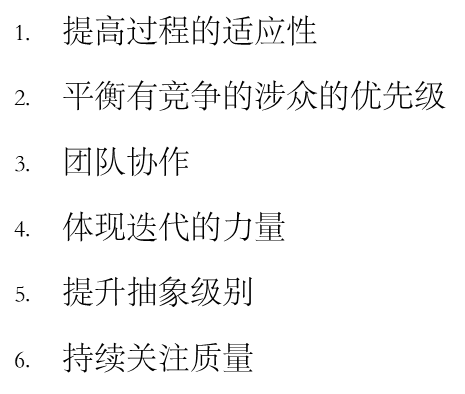 1. 提高过程的适应性
2. 平衡有竞争的涉众的优先级
3. 团队协作
4. 体现迭代的力量
5. 提升抽象级别
6. 持续关注质量